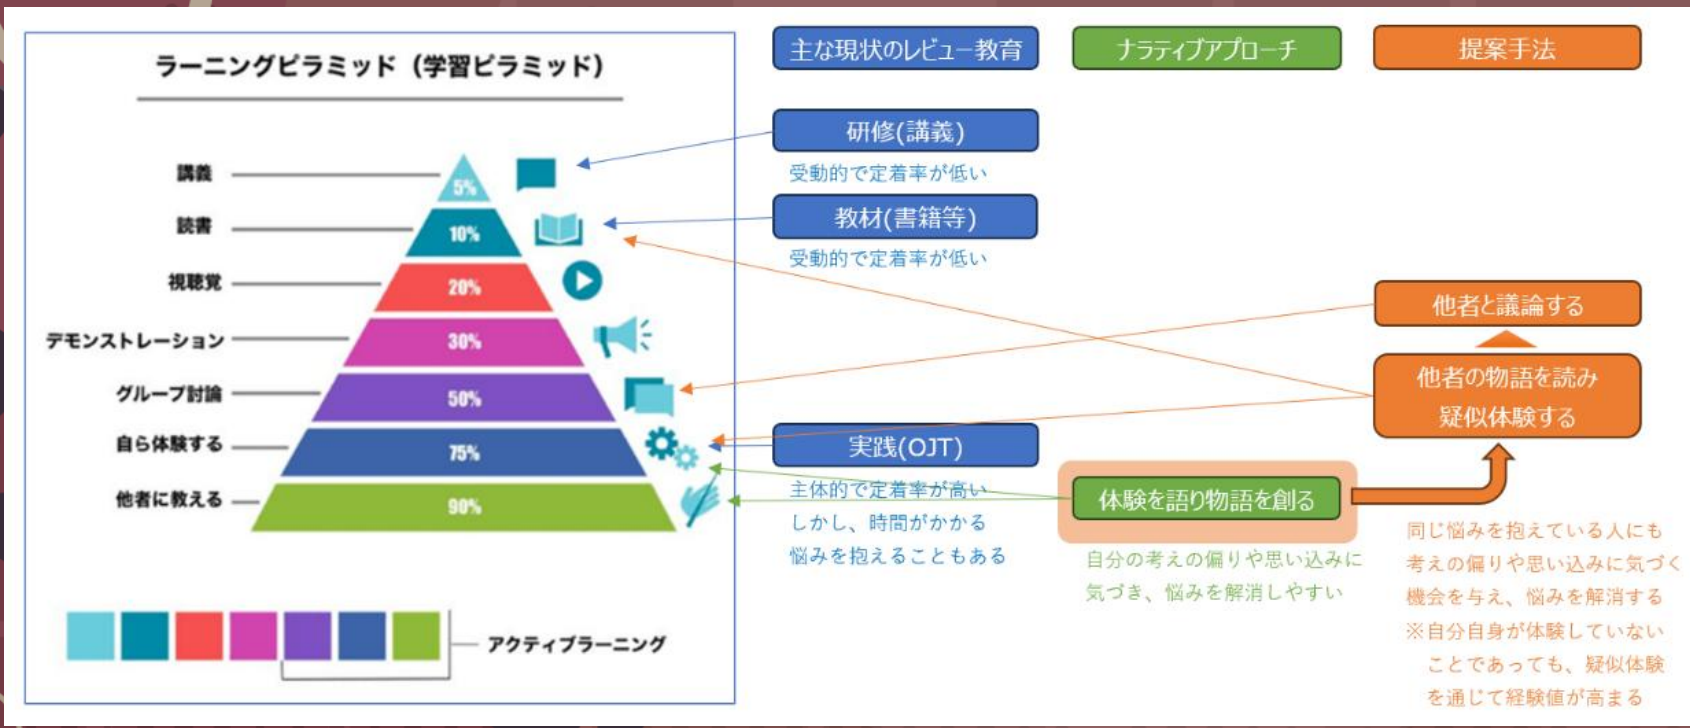 ラーニングピラミッド（学習ピラミッド）
講義
5%
読書
10%
視聴覚
20%
デモンストレーション
30%
グループ討論
50%
自ら体験する
75%
他者に教える
90%
アクティブラーニング
主な現状のレビュー教育
研修(講義)
受動的で定着率が低い
教材(書籍等)
受動的で定着率が低い
実践(OJT)
主体的で定着率が高い
しかし、時間がかかる
悩みを抱えることもある
ナラティブアプローチ
体験を語り物語を創る
自分の考えの偏りや思い込みに
気づき、悩みを解消しやすい
提案手法
他者と議論する
他者の物語を読み
疑似体験する
同じ悩みを抱えている人にも
考えの偏りや思い込みに気づく
機会を与え、悩みを解消する
※自分自身が体験していない
ことであっても、疑似体験
を通じて経験値が高まる